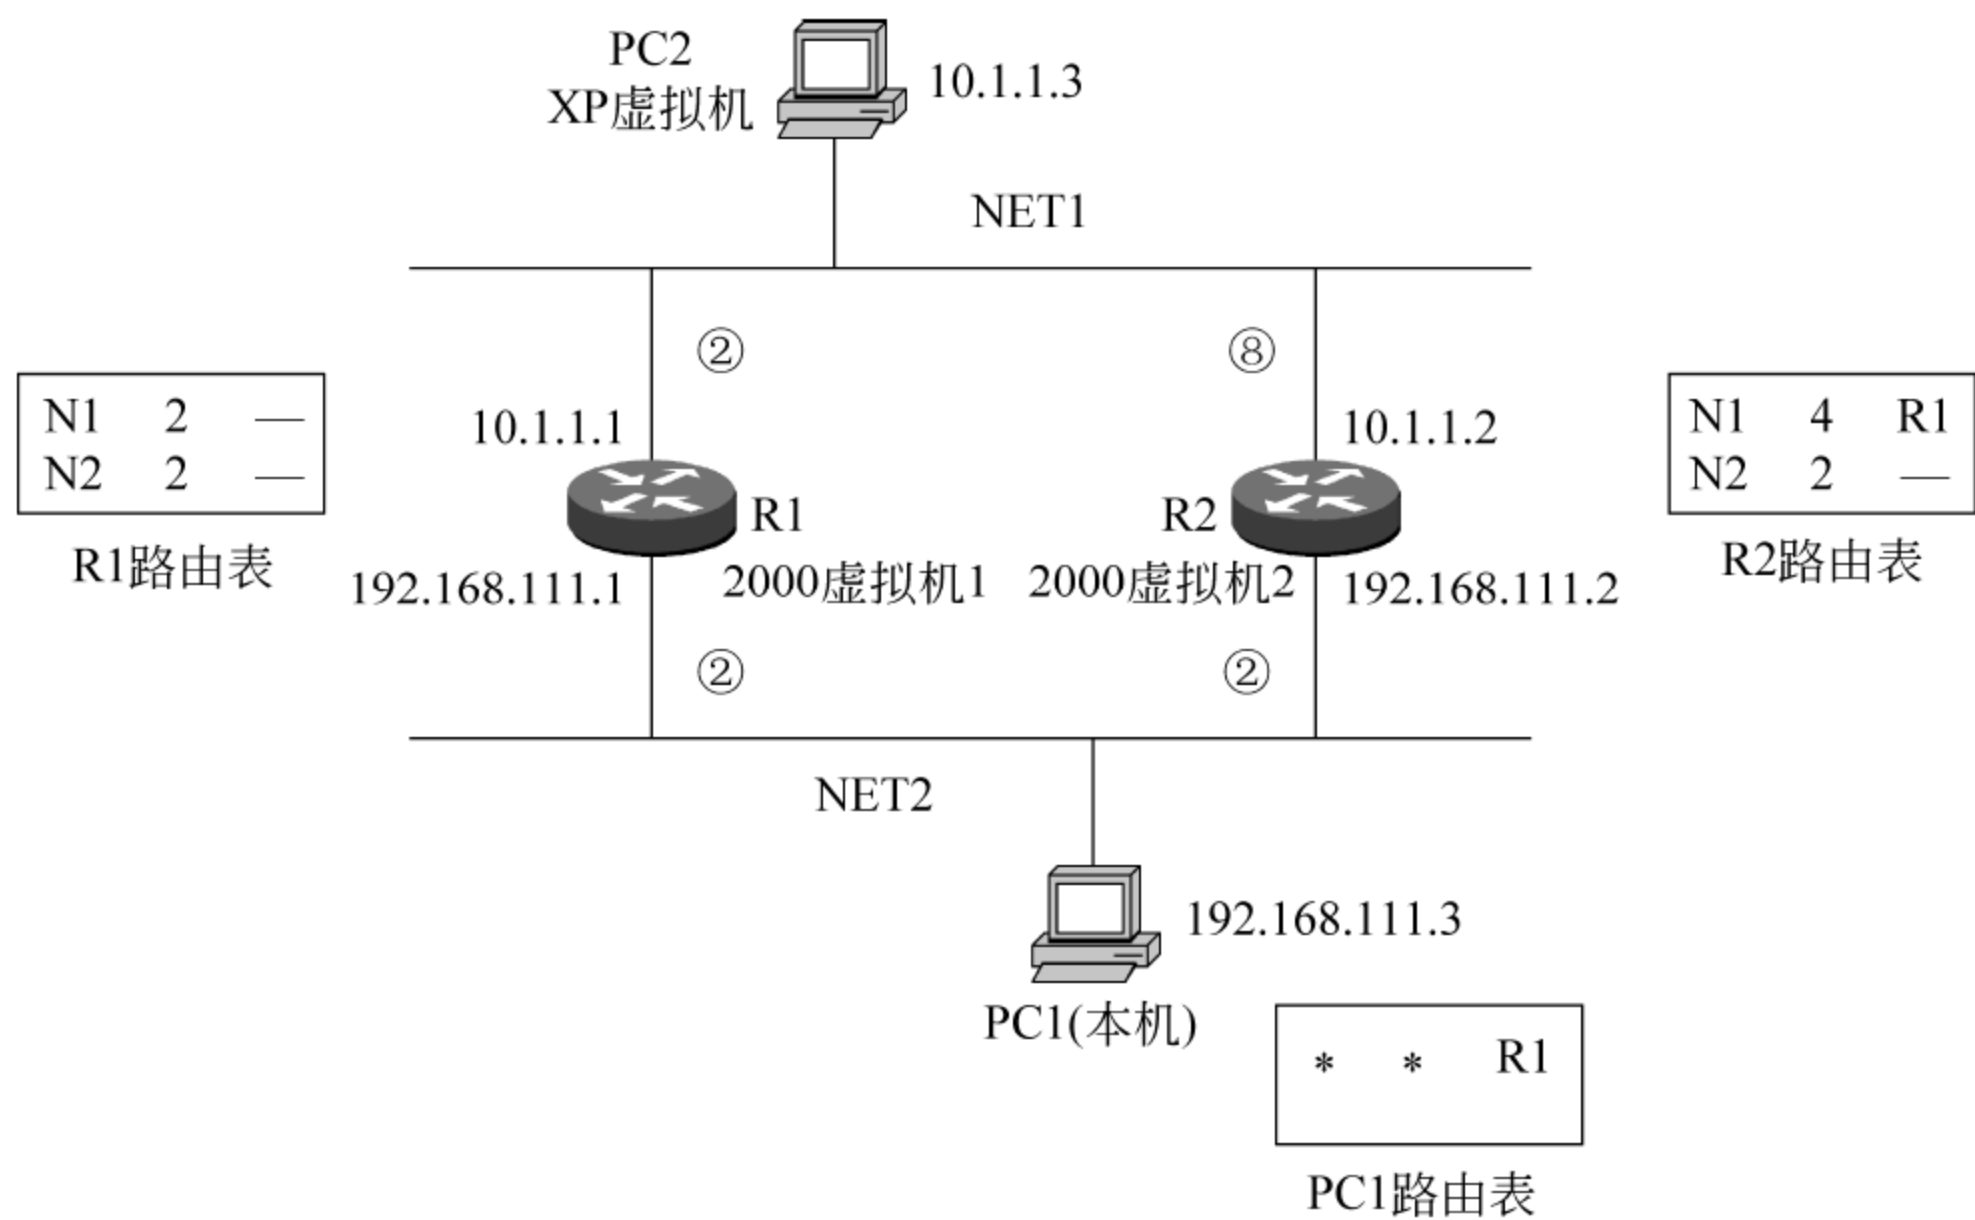 PC2
XP虚拟机
10.1.1.3
NET1
② ⑧
N1 2 —
N2 2 —
R1路由表
10.1.1.1
R1
2000虚拟机1
192.168.111.1
10.1.1.2
R2
2000虚拟机2
192.168.111.2
N1 4 R1
N2 2 —
R2路由表
② ②
NET2
192.168.111.3
PC1(本机)
* * R1
PC1路由表